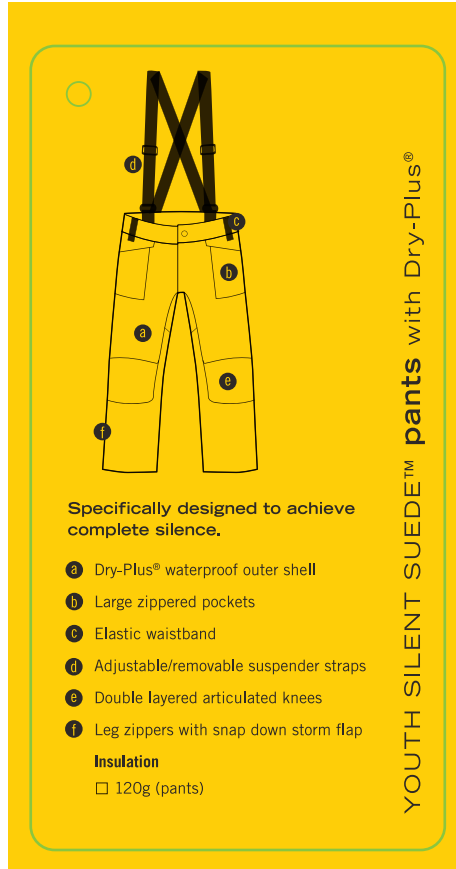 d
c
b
a
e
f
Specifically designed to achieve
complete silence.
a Dry-Plus® waterproof outer shell
b Large zippered pockets
c Elastic waistband
d Adjustable/removable suspender straps
e Double layered articulated knees
f Leg zippers with snap down storm flap
Insulation
☐ 120g (pants)
YOUTH SILENT SUEDE™ pants with Dry-Plus®